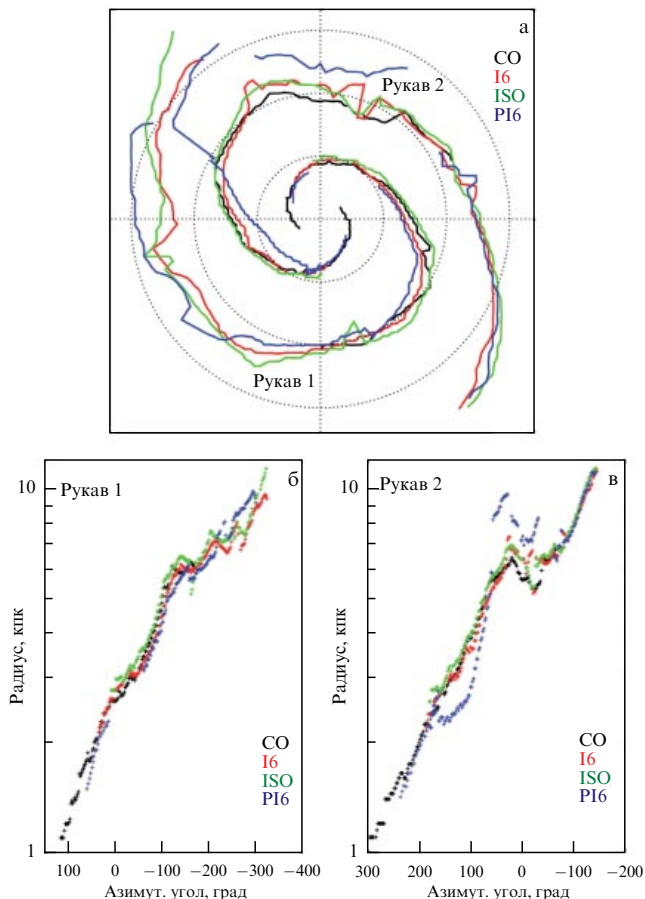 а
CO
I6
ISO
PI6
Рукав 2
Рукав 1
Рукав 1
б
10
Радиус, кпк
1
CO
I6
ISO
PI6
100 0 −100 −200 −300 −400
Азимут. угол, град
Рукав 2
в
10
Радиус, кпк
1
CO
I6
ISO
PI6
300 200 100 0 −100 −200
Азимут. угол, град